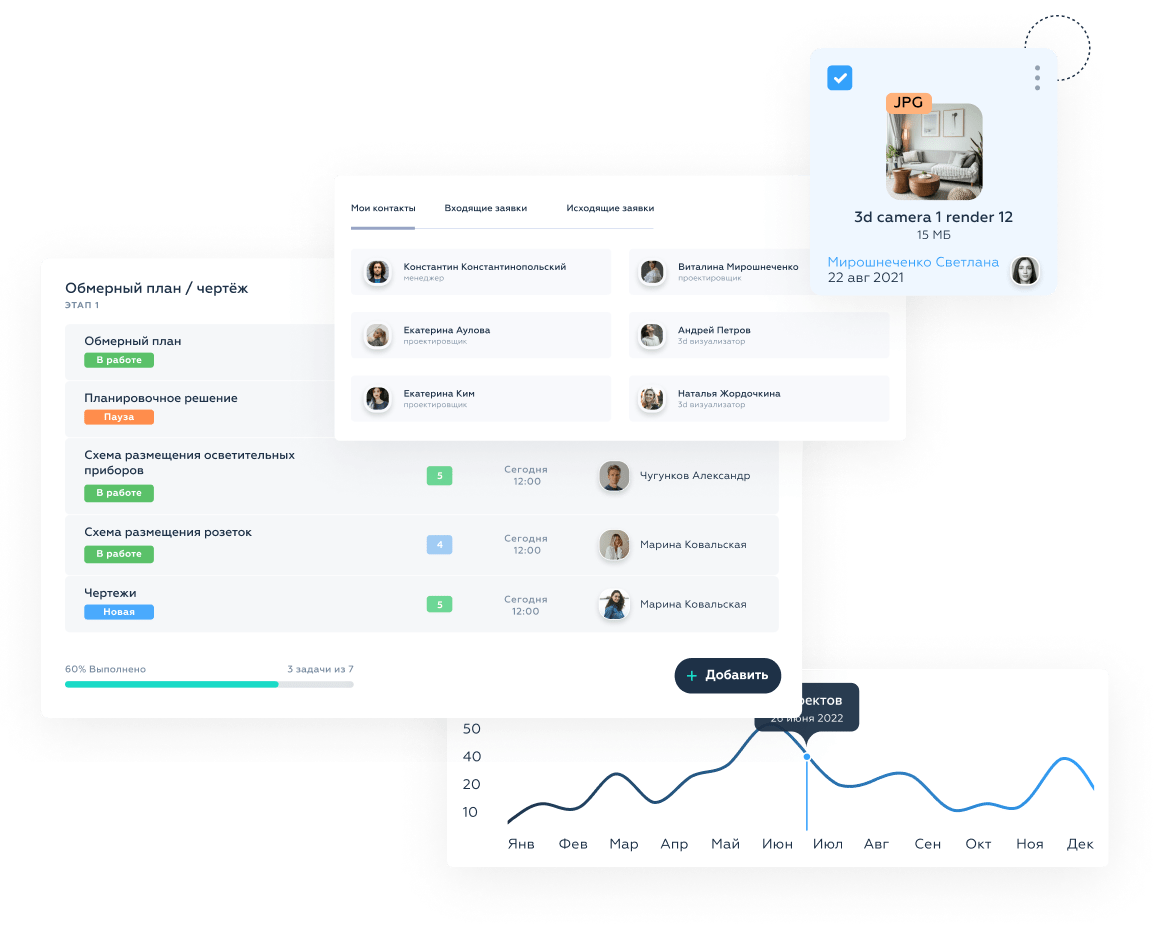 JPG
3d camera 1 render 12
15 МБ
Мирошнеченко Светлана
22 авг 2021
Мои контакты
Входящие заявки
Исходящие заявки
Константин Константинопольский
менеджер
Виталина Мирошнеченко
проектировщик
Екатерина Аулова
проектировщик
Андрей Петров
3d визуализатор
Екатерина Ким
проектировщик
Наталья Жордочкина
3d визуализатор
Обмерный план / чертёж
ЭТАП 1
Обмерный план
В работе
Планировочное решение
Пауза
Схема размещения осветительных
приборов
В работе
5
Сегодня
12:00
Чугунков Александр
Схема размещения розеток
В работе
4
Сегодня
12:00
Марина Ковальская
Чертежи
Новая
5
Сегодня
12:00
Марина Ковальская
60% Выполнено
3 задачи из 7
+ Добавить
ектов
20 июня 2022
50
40
20
10
Янв Фев Мар Апр Май Июн Июл Авг Сен Окт Ноя Дек